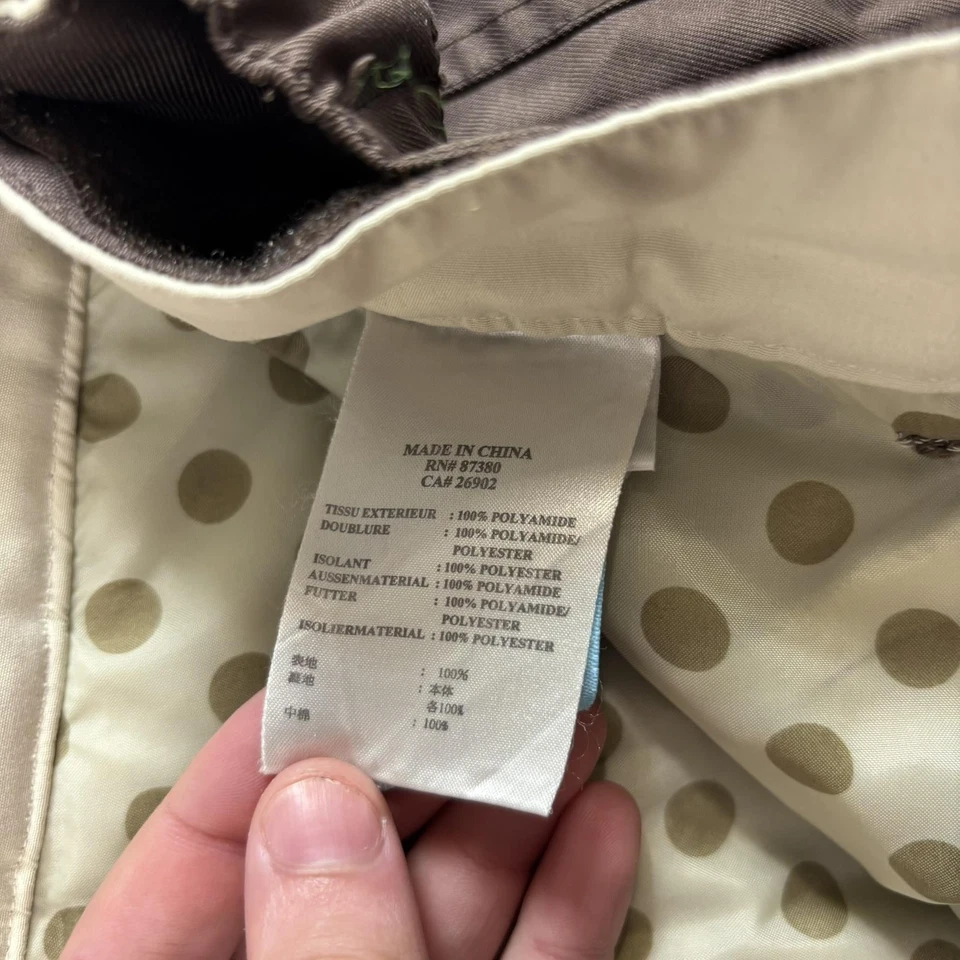 MADE IN CHINA
RN# 87380
CA# 26902
TISSU EXTERIEUR : 100% POLYAMIDE
DOUBLURE : 100% POLYAMIDE/
POLYESTER
ISOLANT : 100% POLYESTER
AUSSENMATERIAL : 100% POLYAMIDE
FUTTER : 100% POLYAMIDE/
POLYESTER
ISOLIERMATERIAL : 100% POLYESTER
表地 : 100%
裏地 : 本体
各100%
中棉 : 100%